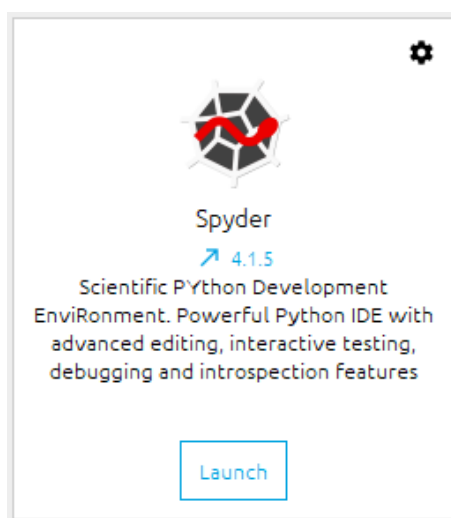 Spyder
4.1.5
Scientific PYthon Development
EnviRonment. Powerful Python IDE with
advanced editing, interactive testing,
debugging and introspection features
Launch